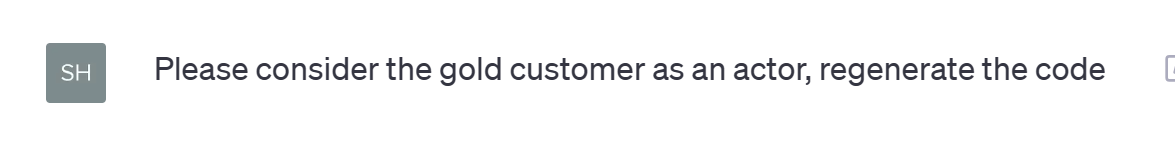 SH
Please consider the gold customer as an actor, regenerate the code